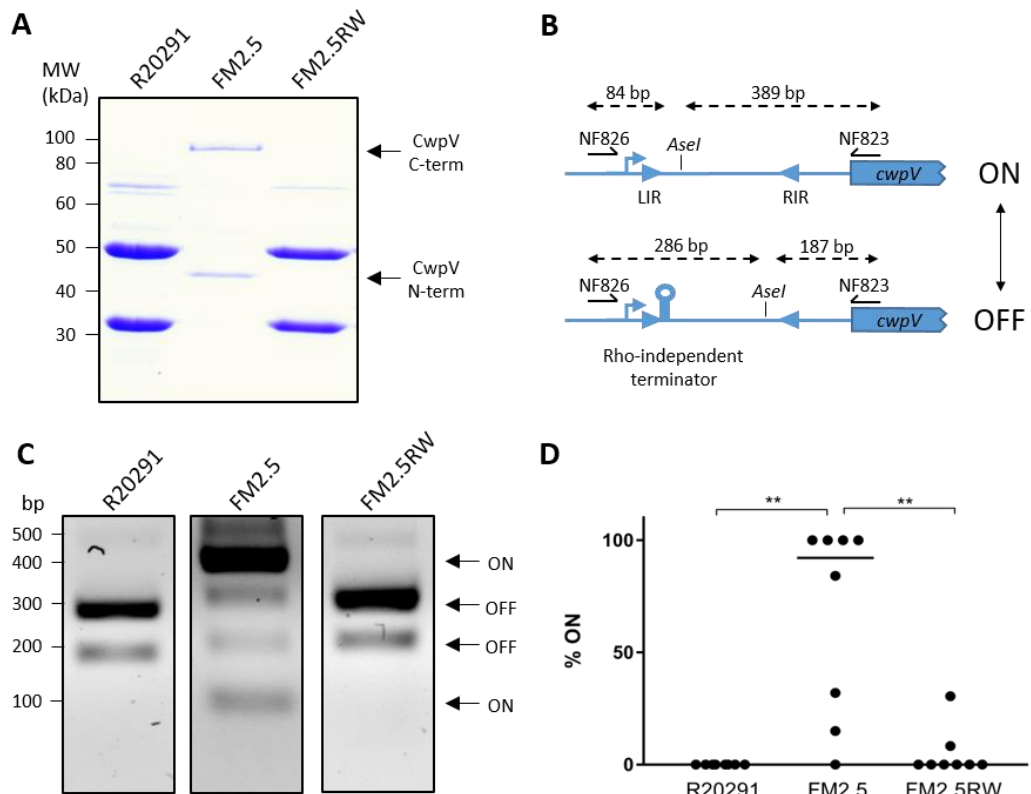 A
R20291
FM2.5
FM2.5RW
MW
(kDa)
100
80
60
50
40
30
CwpV
C-term
CwpV
N-term
B
84 bp
389 bp
NF826
AseI
NF823
cwpV
ON
LIR
RIR
286 bp
187 bp
NF826
AseI
NF823
cwpV
OFF
Rho-independent
terminator
C
R20291
FM2.5
FM2.5RW
bp
500
400
300
200
100
ON
OFF
OFF
ON
D
**
**
100
50
0
% ON
R20291
FM2.5
FM2.5RW